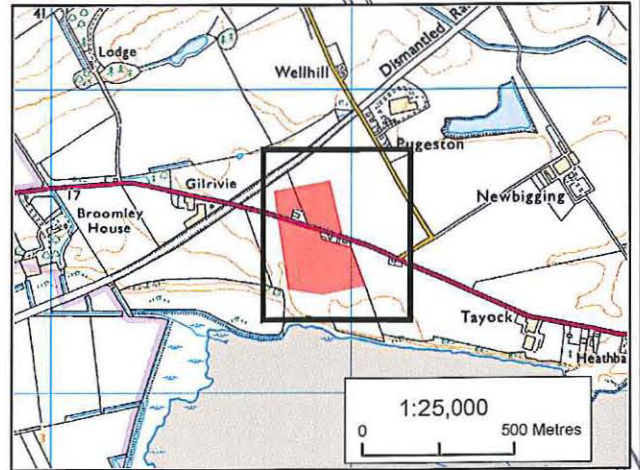 41
Lodge
Wellhill
Dismantled Ra
Pugeston
17
Gilrivie
Newbigging
Broomley
House
Tayock
Heathba
1:25,000
0 500 Metres